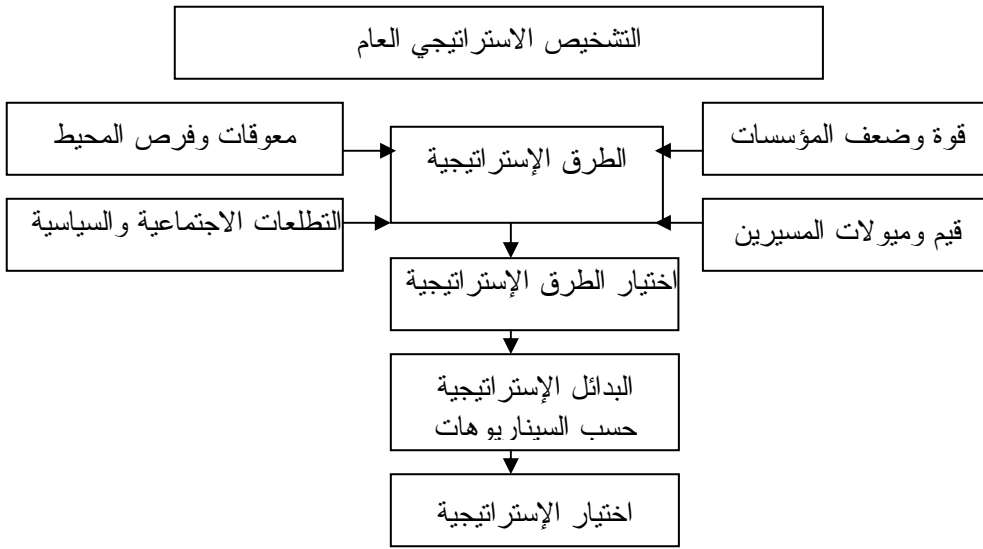 التشخيص الاستراتيجي العام
قوة وضعف المؤسسات
معوقات وفرص المحيط
الطرق الإستراتيجية
قيم وميولات المسيرين
التطلعات الاجتماعية والسياسية
اختيار الطرق الإستراتيجية
البدائل الإستراتيجية
حسب السيناريوهات
اختيار الإستراتيجية